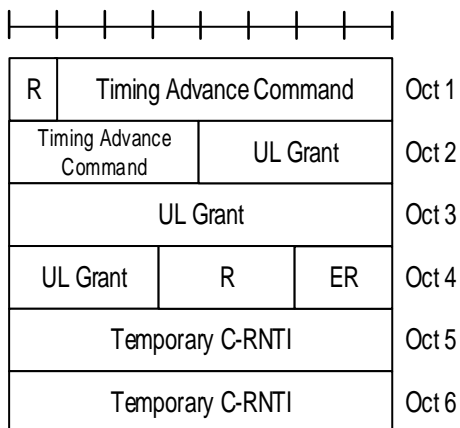 R Timing Advance Command Oct 1
Timing Advance
Command UL Grant Oct 2
UL Grant Oct 3
UL Grant R ER Oct 4
Temporary C-RNTI Oct 5
Temporary C-RNTI Oct 6